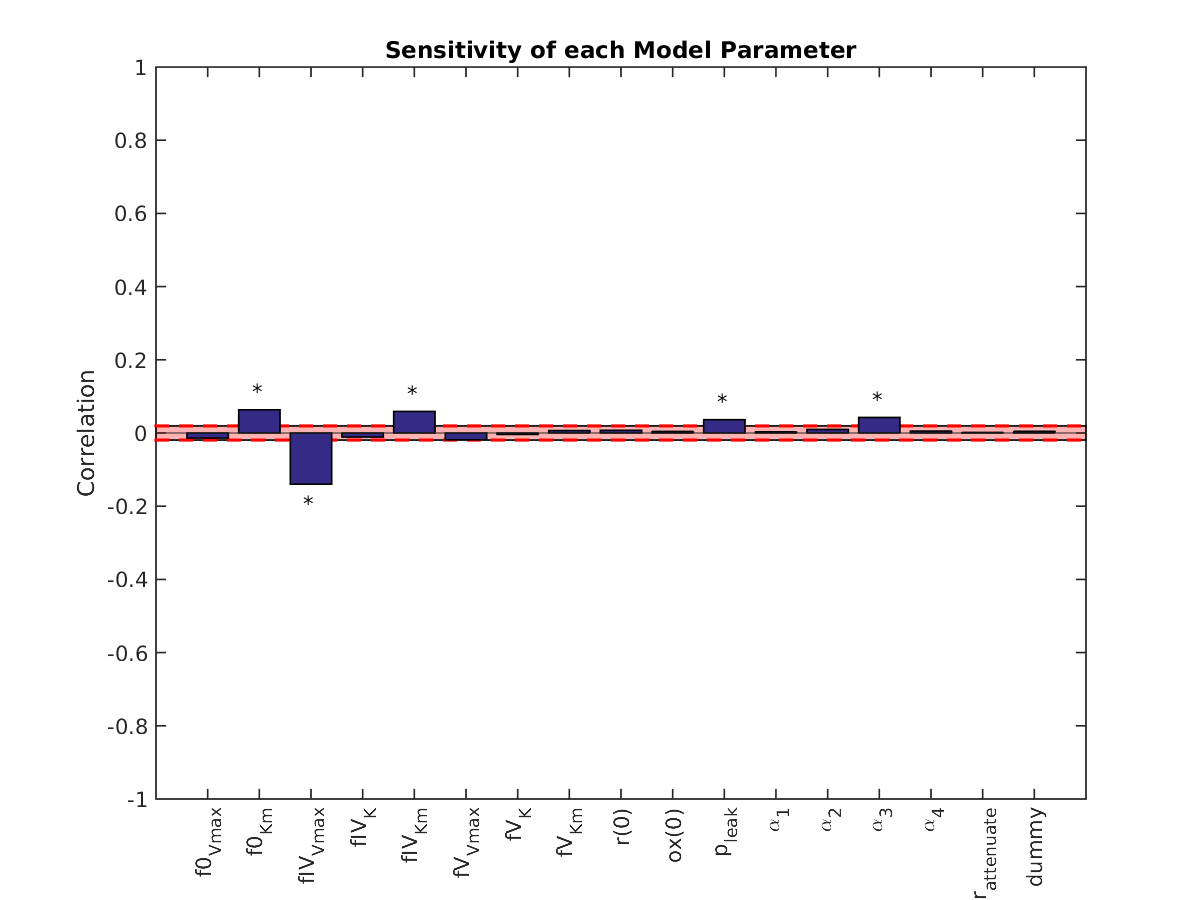 Sensitivity of each Model Parameter
1
0.8
0.6
0.4
0.2
0
-0.2
-0.4
-0.6
-0.8
-1
Correlation
*
*
*
*
*
f0Vmax
f0Km
fIVVmax
fIVK
fIVKm
fVVmax
fVK
fVKm
r(0)
ox(0)
pleak
α1
α2
α3
α4
rattenuate
dummy